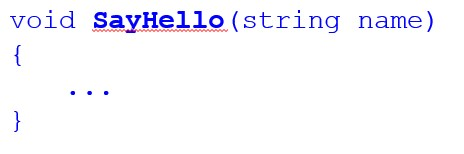 void SayHello(string name)
{
...
}